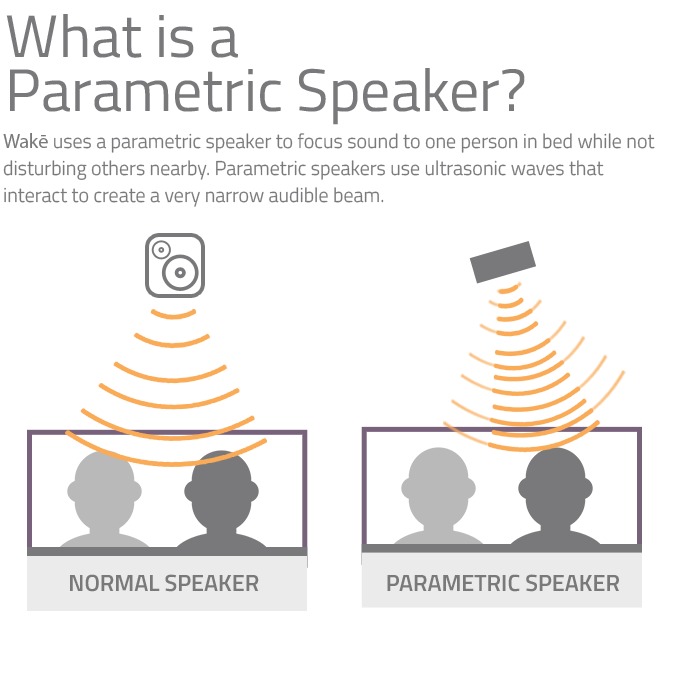 What is a
Parametric Speaker?
Wakē uses a parametric speaker to focus sound to one person in bed while not
disturbing others nearby. Parametric speakers use ultrasonic waves that
interact to create a very narrow audible beam.
NORMAL SPEAKER
PARAMETRIC SPEAKER